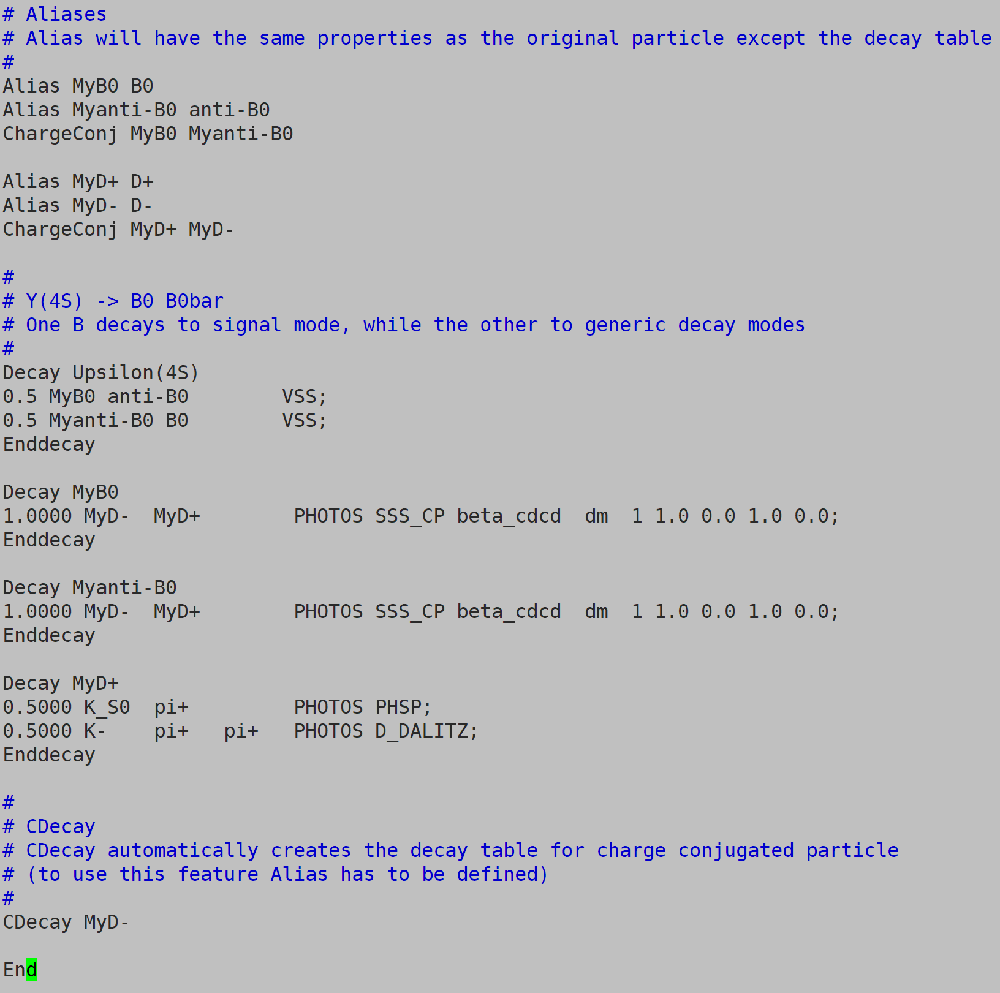 # Aliases
# Alias will have the same properties as the original particle except the decay table
#
Alias MyB0 B0
Alias Myanti-B0 anti-B0
ChargeConj MyB0 Myanti-B0

Alias MyD+ D+
Alias MyD- D-
ChargeConj MyD+ MyD-

#
# Y(4S) -> B0 B0bar
# One B decays to signal mode, while the other to generic decay modes
#
Decay Upsilon(4S)
0.5 MyB0 anti-B0        VSS;
0.5 Myanti-B0 B0        VSS;
Enddecay

Decay MyB0
1.0000 MyD-  MyD+        PHOTOS SSS_CP beta_cdcd  dm  1 1.0 0.0 1.0 0.0;
Enddecay

Decay Myanti-B0
1.0000 MyD-  MyD+        PHOTOS SSS_CP beta_cdcd  dm  1 1.0 0.0 1.0 0.0;
Enddecay

Decay MyD+
0.5000 K_S0  pi+         PHOTOS PHSP;
0.5000 K-    pi+   pi+   PHOTOS D_DALITZ;
Enddecay

#
# CDecay
# CDecay automatically creates the decay table for charge conjugated particle
# (to use this feature Alias has to be defined)
#
CDecay MyD-

End